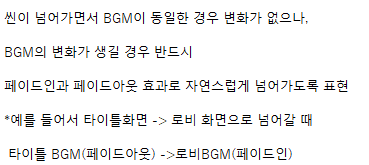 씬이 넘어가면서 BGM이 동일한 경우 변화가 없으나,
BGM의 변화가 생길 경우 반드시
페이드인과 페이드아웃 효과로 자연스럽게 넘어가도록 표현
*예를 들어서 타이틀화면 -> 로비 화면으로 넘어갈 때
타이틀 BGM(페이드아웃) ->로비BGM(페이드인)